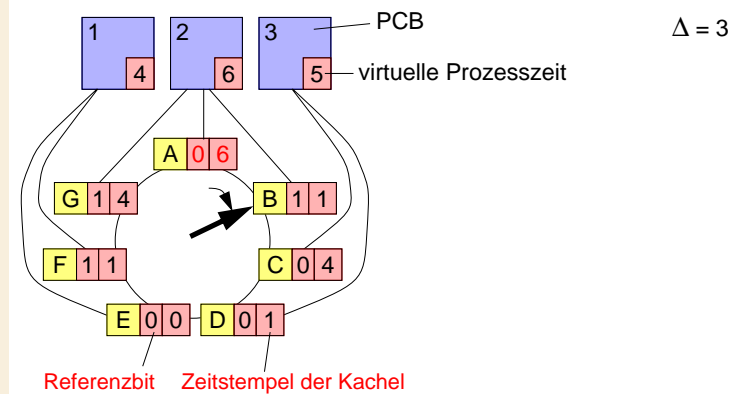 1 2 3 PCB Δ = 3
4 6 5 virtuelle Prozesszeit
A 0 6
G 1 4 B 1 1
F 1 1 C 0 4
E 0 0 D 0 1
Referenzbit Zeitstempel der Kachel